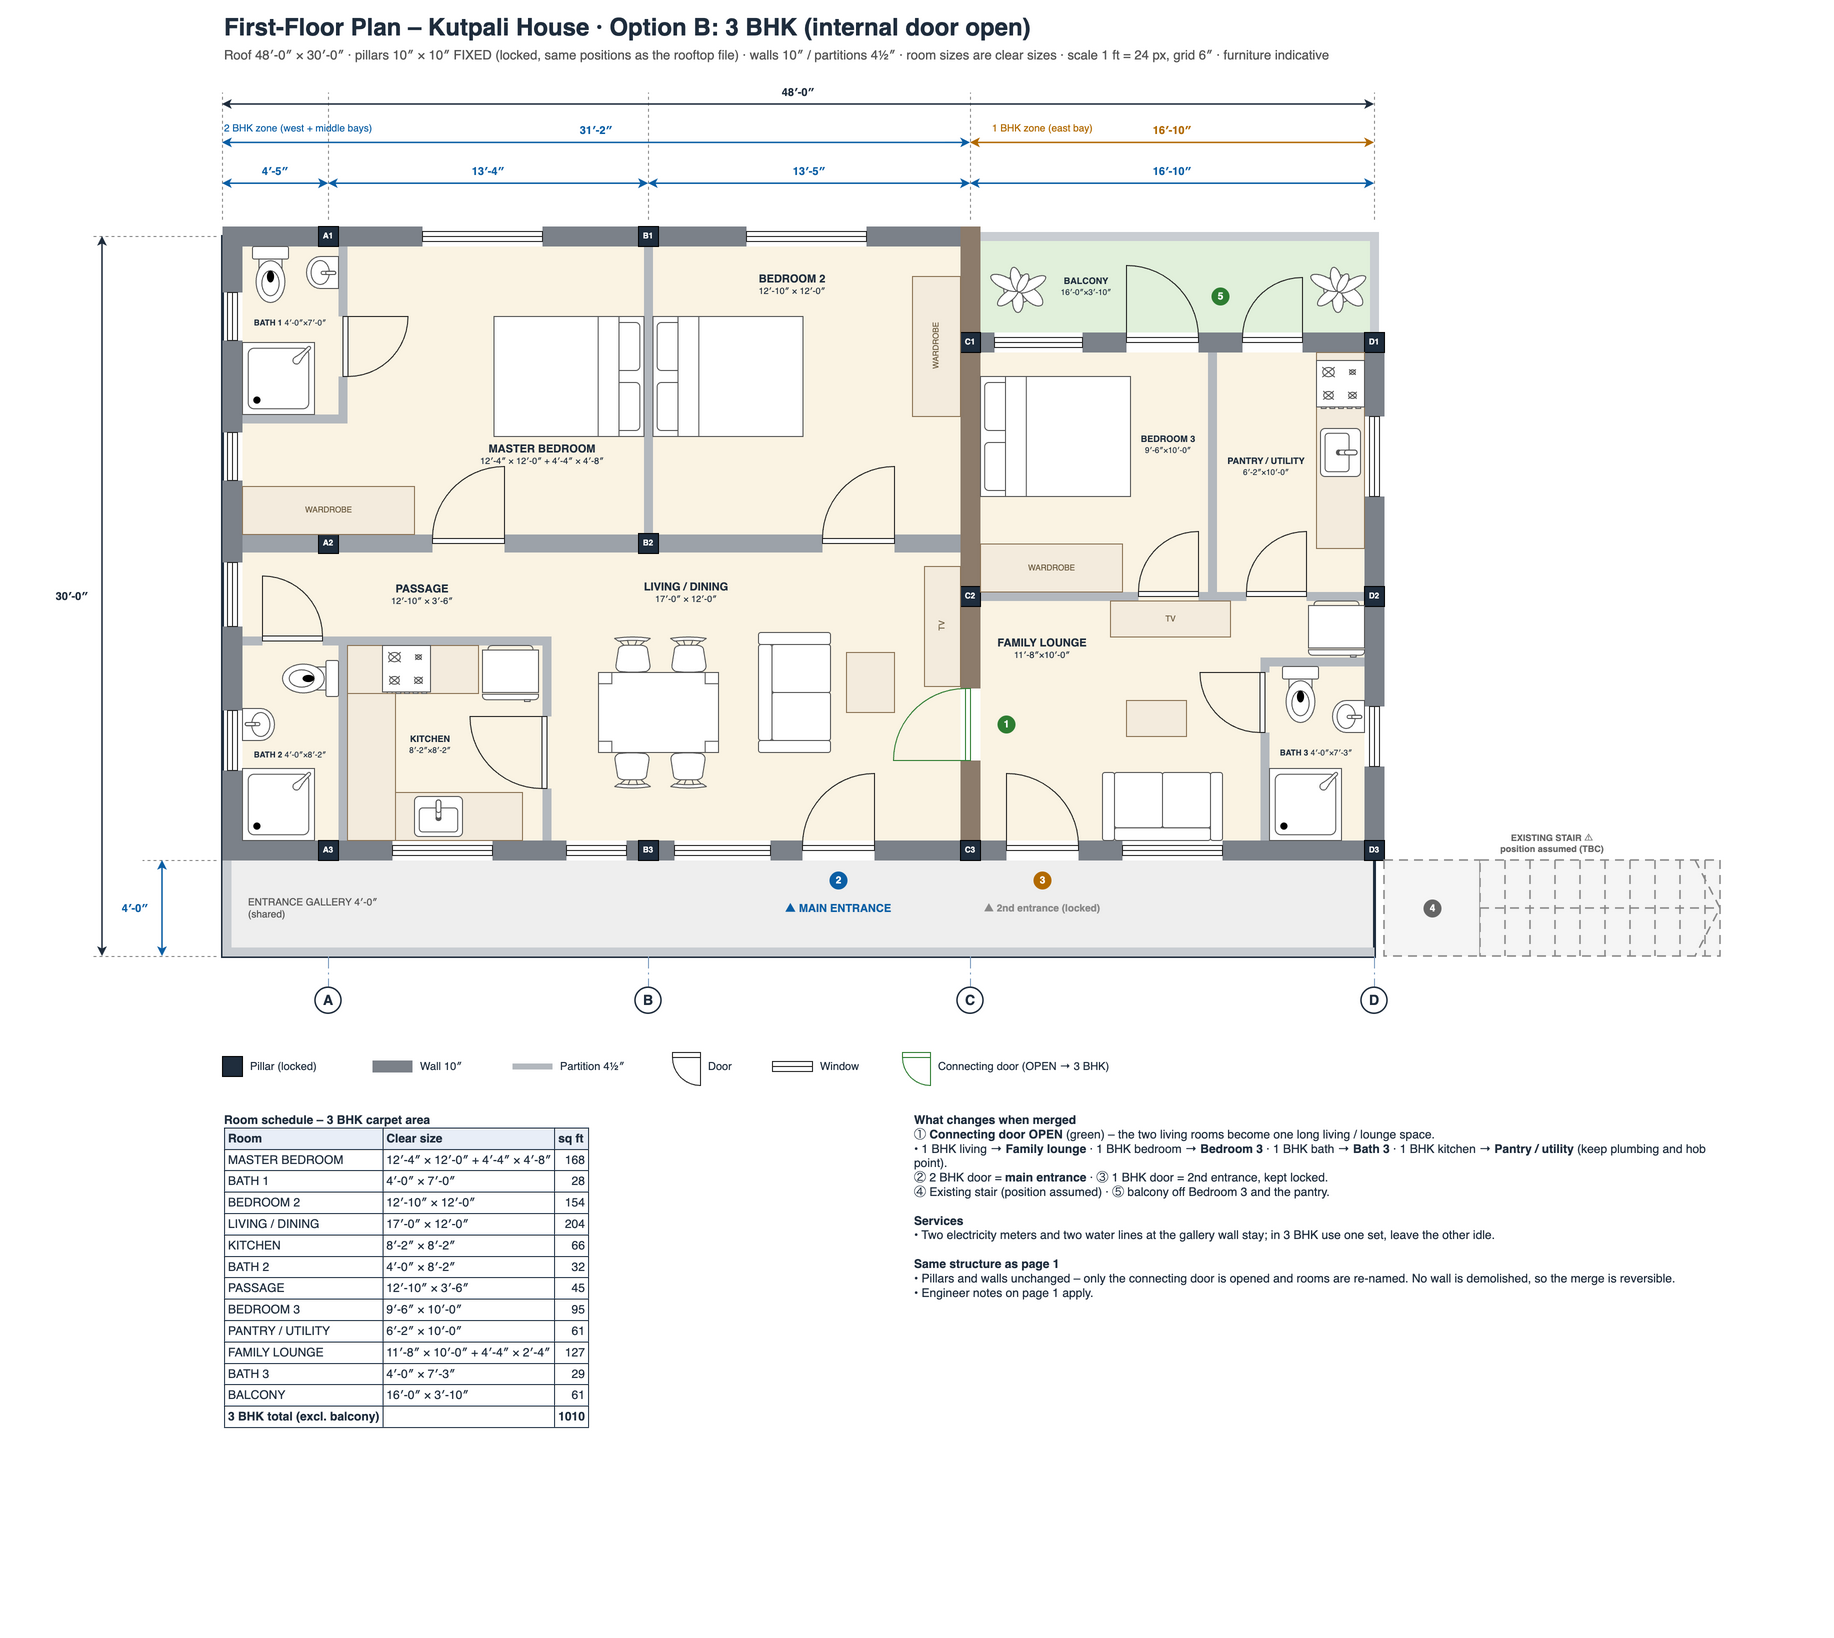 First-Floor Plan – Kutpali House · Option B: 3 BHK (internal door open)
Roof 48′-0″ × 30′-0″ · pillars 10″ × 10″ FIXED (locked, same positions as the rooftop file) · walls 10″ / partitions 4½″ · room sizes are clear sizes · scale 1 ft = 24 px, grid 6″ · furniture indicative
48′-0″
2 BHK zone (west + middle bays)
31′-2″
1 BHK zone (east bay)
16′-10″
4′-5″
13′-4″
13′-5″
16′-10″
A1
B1
BEDROOM 2
12′-10″ × 12′-0″
BALCONY
16′-0″×3′-10″
5
BATH 1 4′-0″×7′-0″
WARDROBE
C1
D1
MASTER BEDROOM
12′-4″ × 12′-0″ + 4′-4″ × 4′-8″
BEDROOM 3
9′-6″×10′-0″
PANTRY / UTILITY
6′-2″×10′-0″
WARDROBE
A2
B2
WARDROBE
PASSAGE
12′-10″ × 3′-6″
LIVING / DINING
17′-0″ × 12′-0″
C2
D2
30′-0″
TV
TV
FAMILY LOUNGE
11′-8″×10′-0″
1
KITCHEN
8′-2″×8′-2″
BATH 2 4′-0″×8′-2″
BATH 3 4′-0″×7′-3″
A3
B3
C3
D3
EXISTING STAIR ⚠
position assumed (TBC)
4′-0″
ENTRANCE GALLERY 4′-0″
(shared)
2
▲ MAIN ENTRANCE
3
▲ 2nd entrance (locked)
4
A
B
C
D
Pillar (locked)
Wall 10″
Partition 4½″
Door
Window
Connecting door (OPEN → 3 BHK)
Room schedule – 3 BHK carpet area
Room Clear size sq ft
MASTER BEDROOM 12′-4″ × 12′-0″ + 4′-4″ × 4′-8″ 168
BATH 1 4′-0″ × 7′-0″ 28
BEDROOM 2 12′-10″ × 12′-0″ 154
LIVING / DINING 17′-0″ × 12′-0″ 204
KITCHEN 8′-2″ × 8′-2″ 66
BATH 2 4′-0″ × 8′-2″ 32
PASSAGE 12′-10″ × 3′-6″ 45
BEDROOM 3 9′-6″ × 10′-0″ 95
PANTRY / UTILITY 6′-2″ × 10′-0″ 61
FAMILY LOUNGE 11′-8″ × 10′-0″ + 4′-4″ × 2′-4″ 127
BATH 3 4′-0″ × 7′-3″ 29
BALCONY 16′-0″ × 3′-10″ 61
3 BHK total (excl. balcony) 1010
What changes when merged
① Connecting door OPEN (green) – the two living rooms become one long living / lounge space.
• 1 BHK living → Family lounge · 1 BHK bedroom → Bedroom 3 · 1 BHK bath → Bath 3 · 1 BHK kitchen → Pantry / utility (keep plumbing and hob
point).
② 2 BHK door = main entrance · ③ 1 BHK door = 2nd entrance, kept locked.
④ Existing stair (position assumed) · ⑤ balcony off Bedroom 3 and the pantry.
Services
• Two electricity meters and two water lines at the gallery wall stay; in 3 BHK use one set, leave the other idle.
Same structure as page 1
• Pillars and walls unchanged – only the connecting door is opened and rooms are re-named. No wall is demolished, so the merge is reversible.
• Engineer notes on page 1 apply.